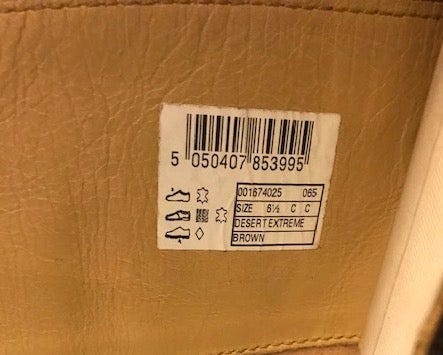 5 050407 853995
001674025 065
SIZE 6½ C C
DESERT EXTREME
BROWN